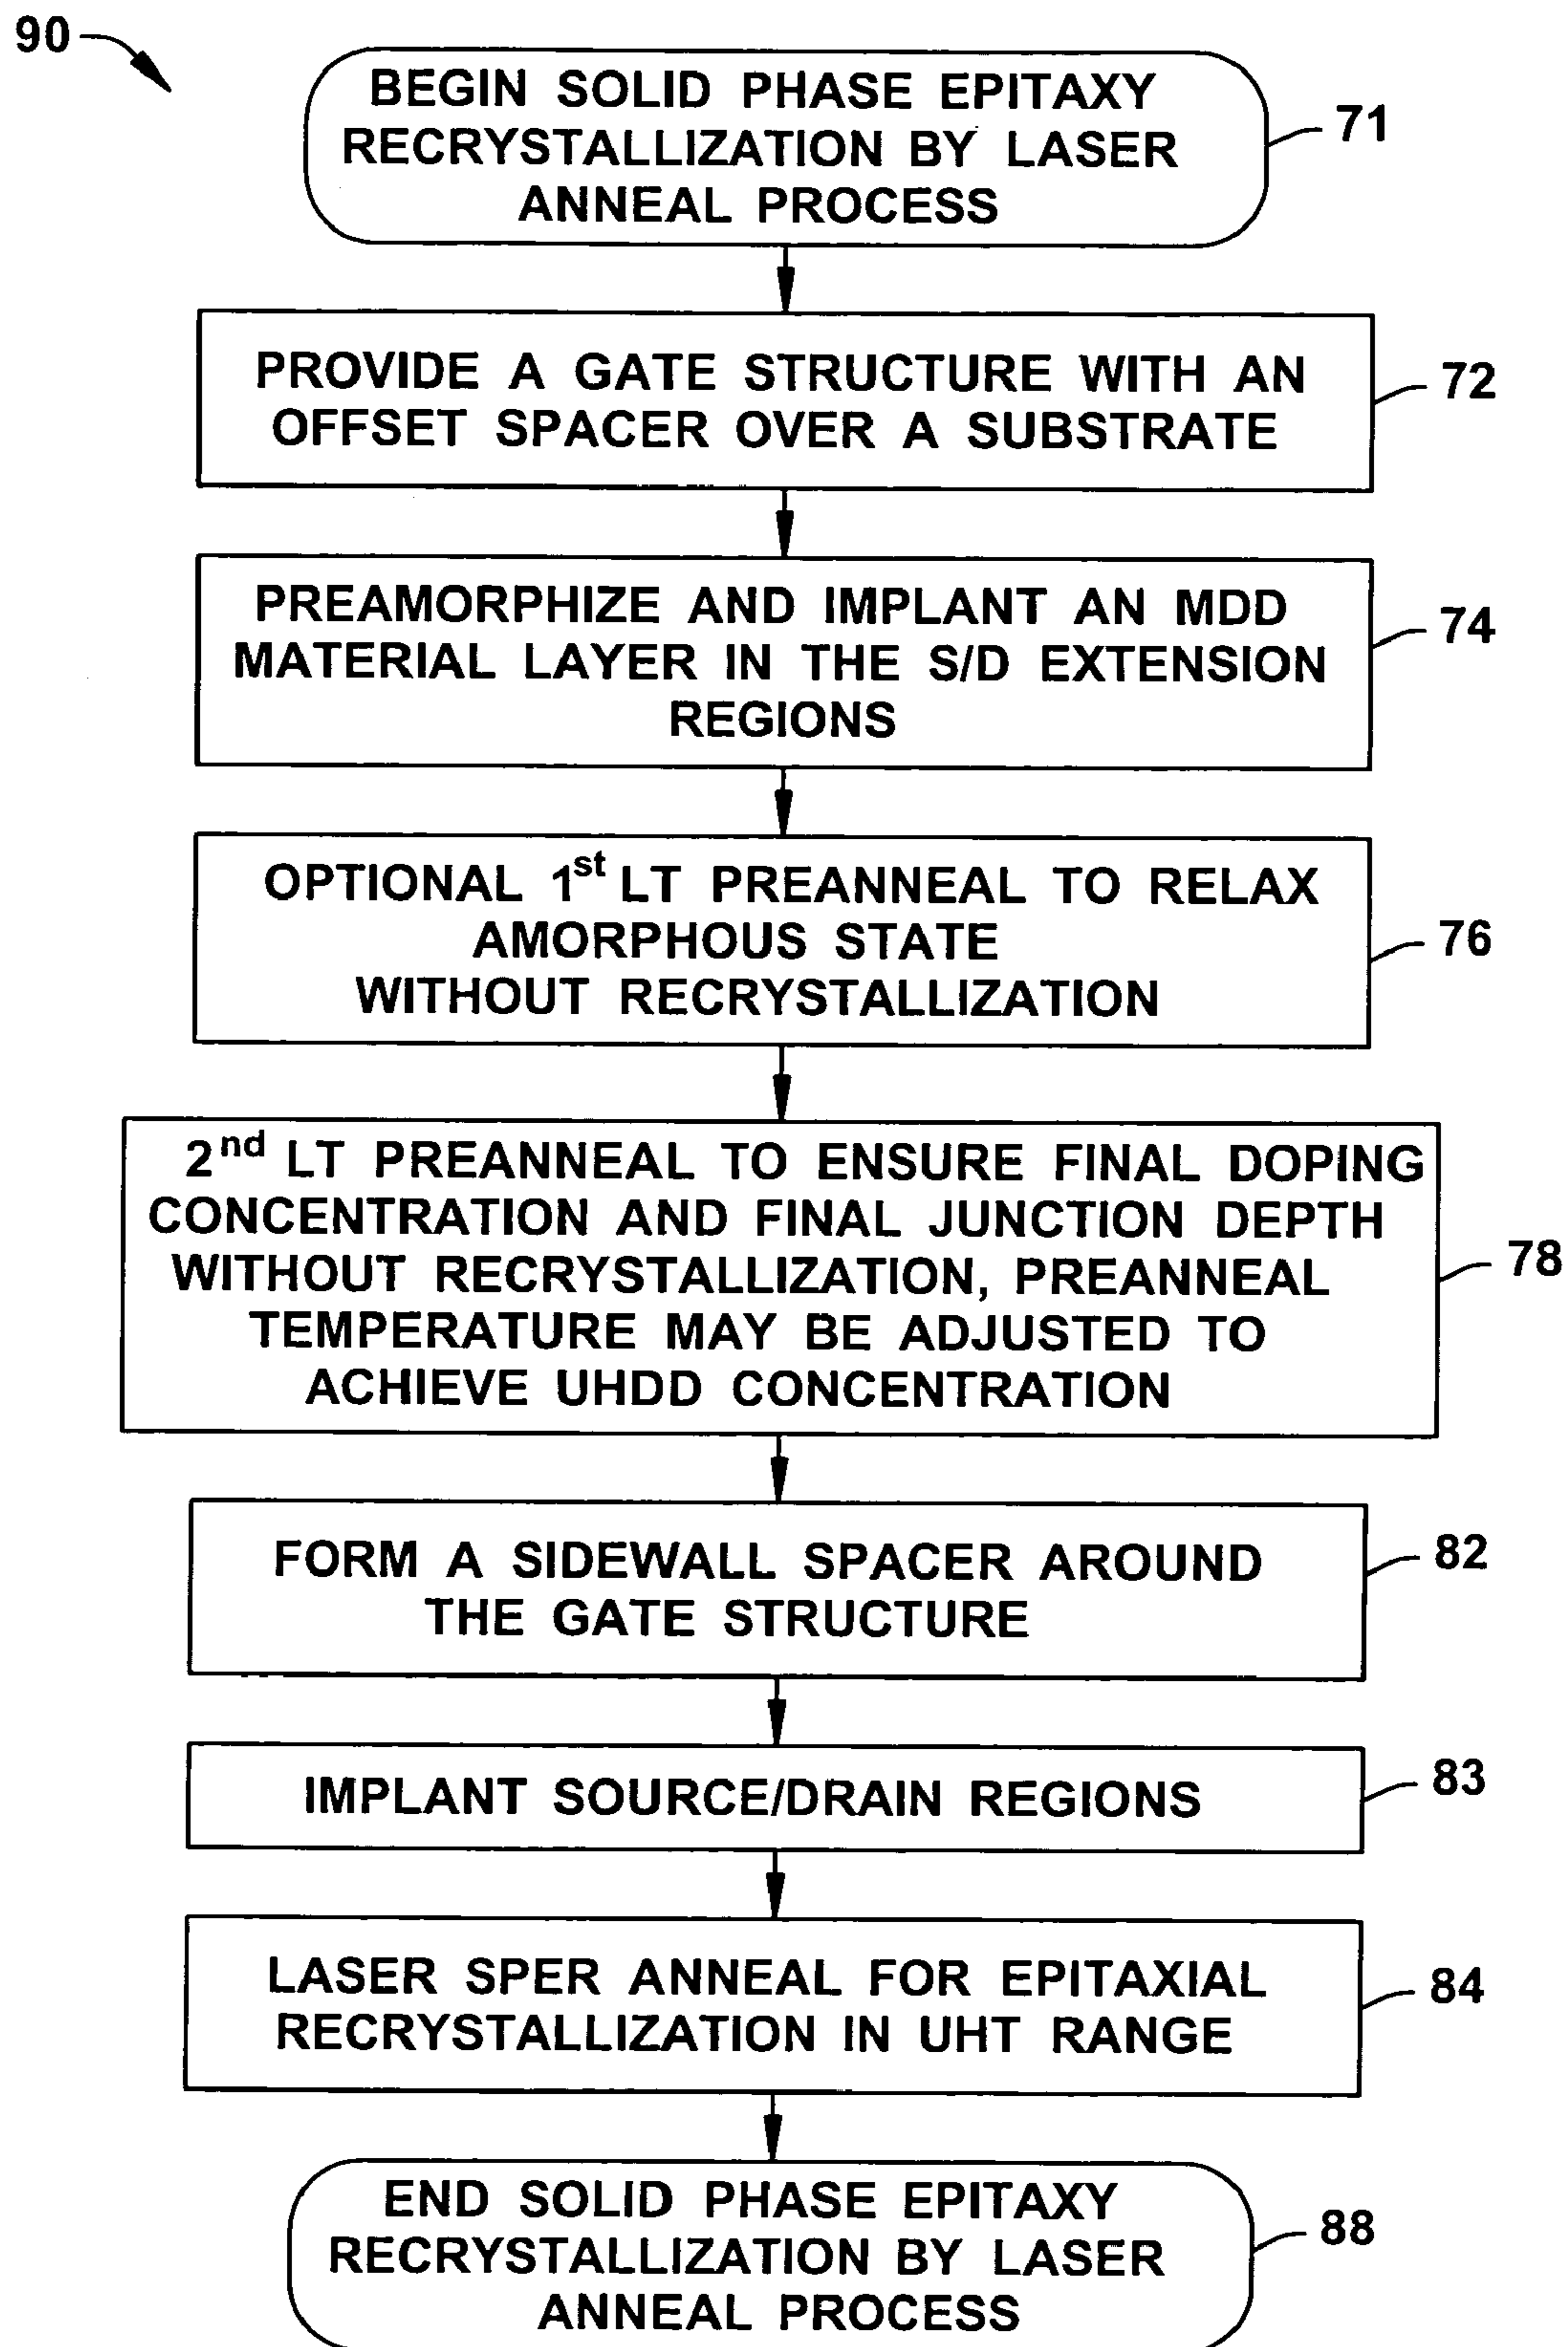 90
BEGIN SOLID PHASE EPITAXY
RECRYSTALLIZATION BY LASER
ANNEAL PROCESS
71
PROVIDE A GATE STRUCTURE WITH AN
OFFSET SPACER OVER A SUBSTRATE
72
PREAMORPHIZE AND IMPLANT AN MDD
MATERIAL LAYER IN THE S/D EXTENSION
REGIONS
74
OPTIONAL 1st LT PREANNEAL TO RELAX
AMORPHOUS STATE
WITHOUT RECRYSTALLIZATION
76
2nd LT PREANNEAL TO ENSURE FINAL DOPING
CONCENTRATION AND FINAL JUNCTION DEPTH
WITHOUT RECRYSTALLIZATION, PREANNEAL
TEMPERATURE MAY BE ADJUSTED TO
ACHIEVE UHDD CONCENTRATION
78
FORM A SIDEWALL SPACER AROUND
THE GATE STRUCTURE
82
IMPLANT SOURCE/DRAIN REGIONS
83
LASER SPER ANNEAL FOR EPITAXIAL
RECRYSTALLIZATION IN UHT RANGE
84
END SOLID PHASE EPITAXY
RECRYSTALLIZATION BY LASER
ANNEAL PROCESS
88